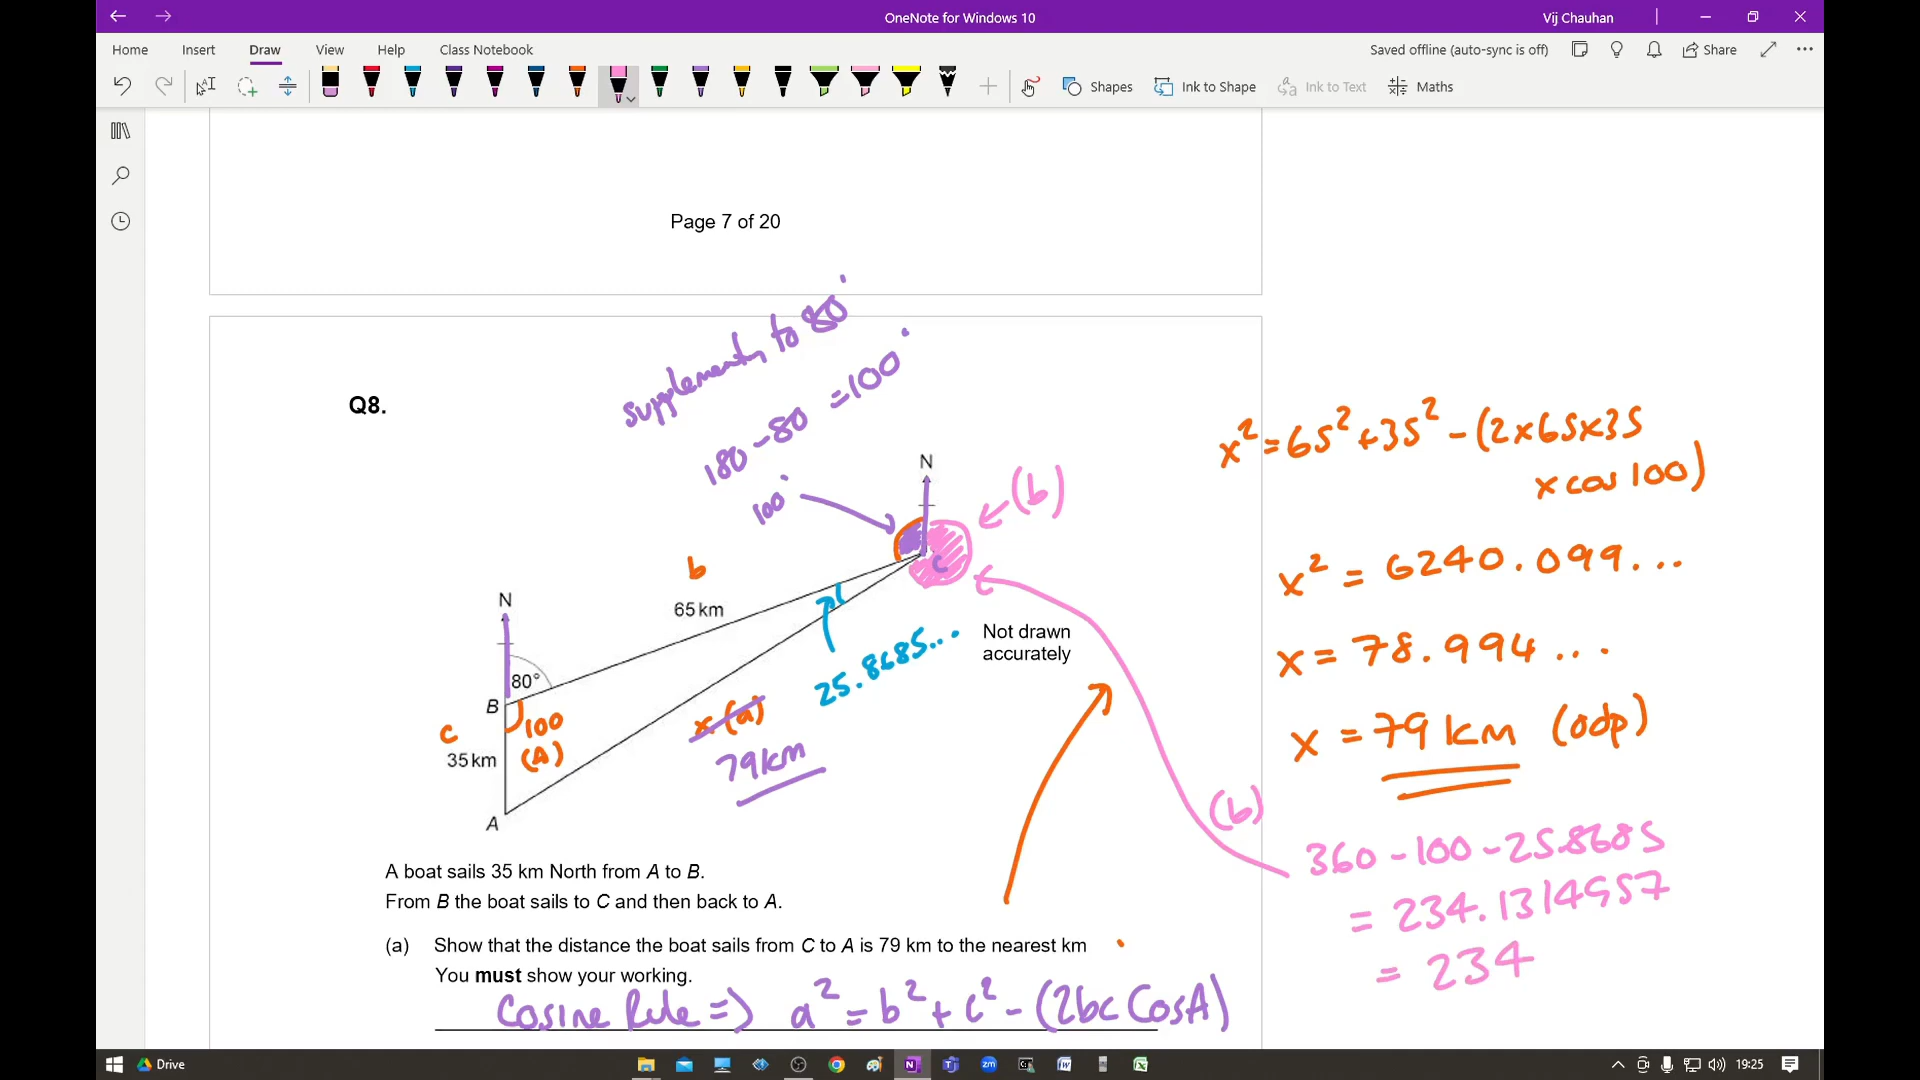 OneNote for Windows 10
Vij Chauhan
Home Insert Draw View Help Class Notebook
Saved offline (auto-sync is off) Share
Shapes Ink to Shape Ink to Text Maths
Page 7 of 20
supplementry to 80°
180 - 80 = 100°
100°
Q8.
N
(b)
C
b
65 km
N
80°
B
c
35 km
100
(A)
A
25.8685...
x (a)
79km
Not drawn
accurately
x² = 65² + 35² - (2x65x35
x cos 100)
x² = 6240.099...
x = 78.994...
x = 79 km (0dp)
(b)
360 - 100 - 25.8685
= 234.1314957
= 234
A boat sails 35 km North from A to B.
From B the boat sails to C and then back to A.
(a) Show that the distance the boat sails from C to A is 79 km to the nearest km
You must show your working.
Cosine Rule => a² = b² + c² - (2bc CosA)
Drive
19:25